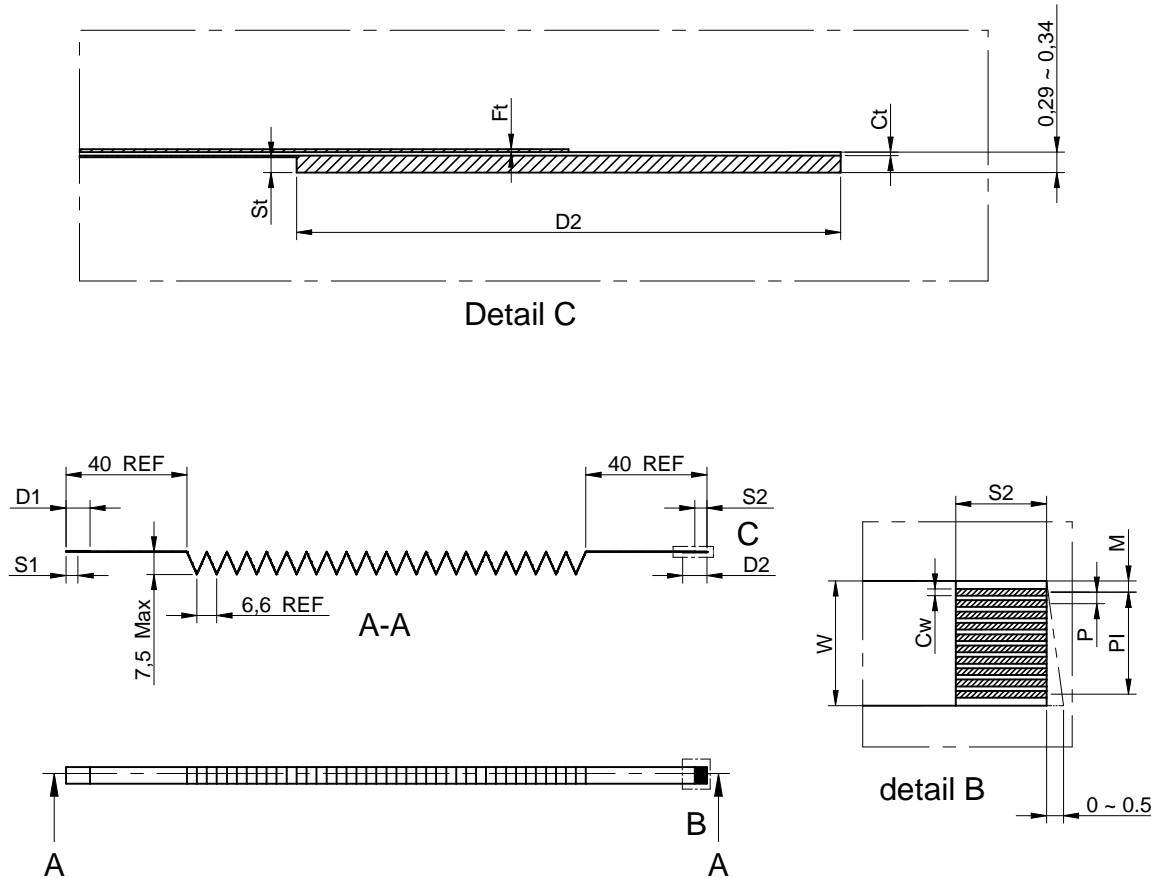 Ft
Ct
0,29 ~ 0,34
St
D2
Detail C
40 REF
40 REF
D1
S2
C
S1
D2
7,5 Max
6,6 REF
A-A
S2
M
Cw
P
Pl
W
detail B
0 ~ 0.5
B
A
A